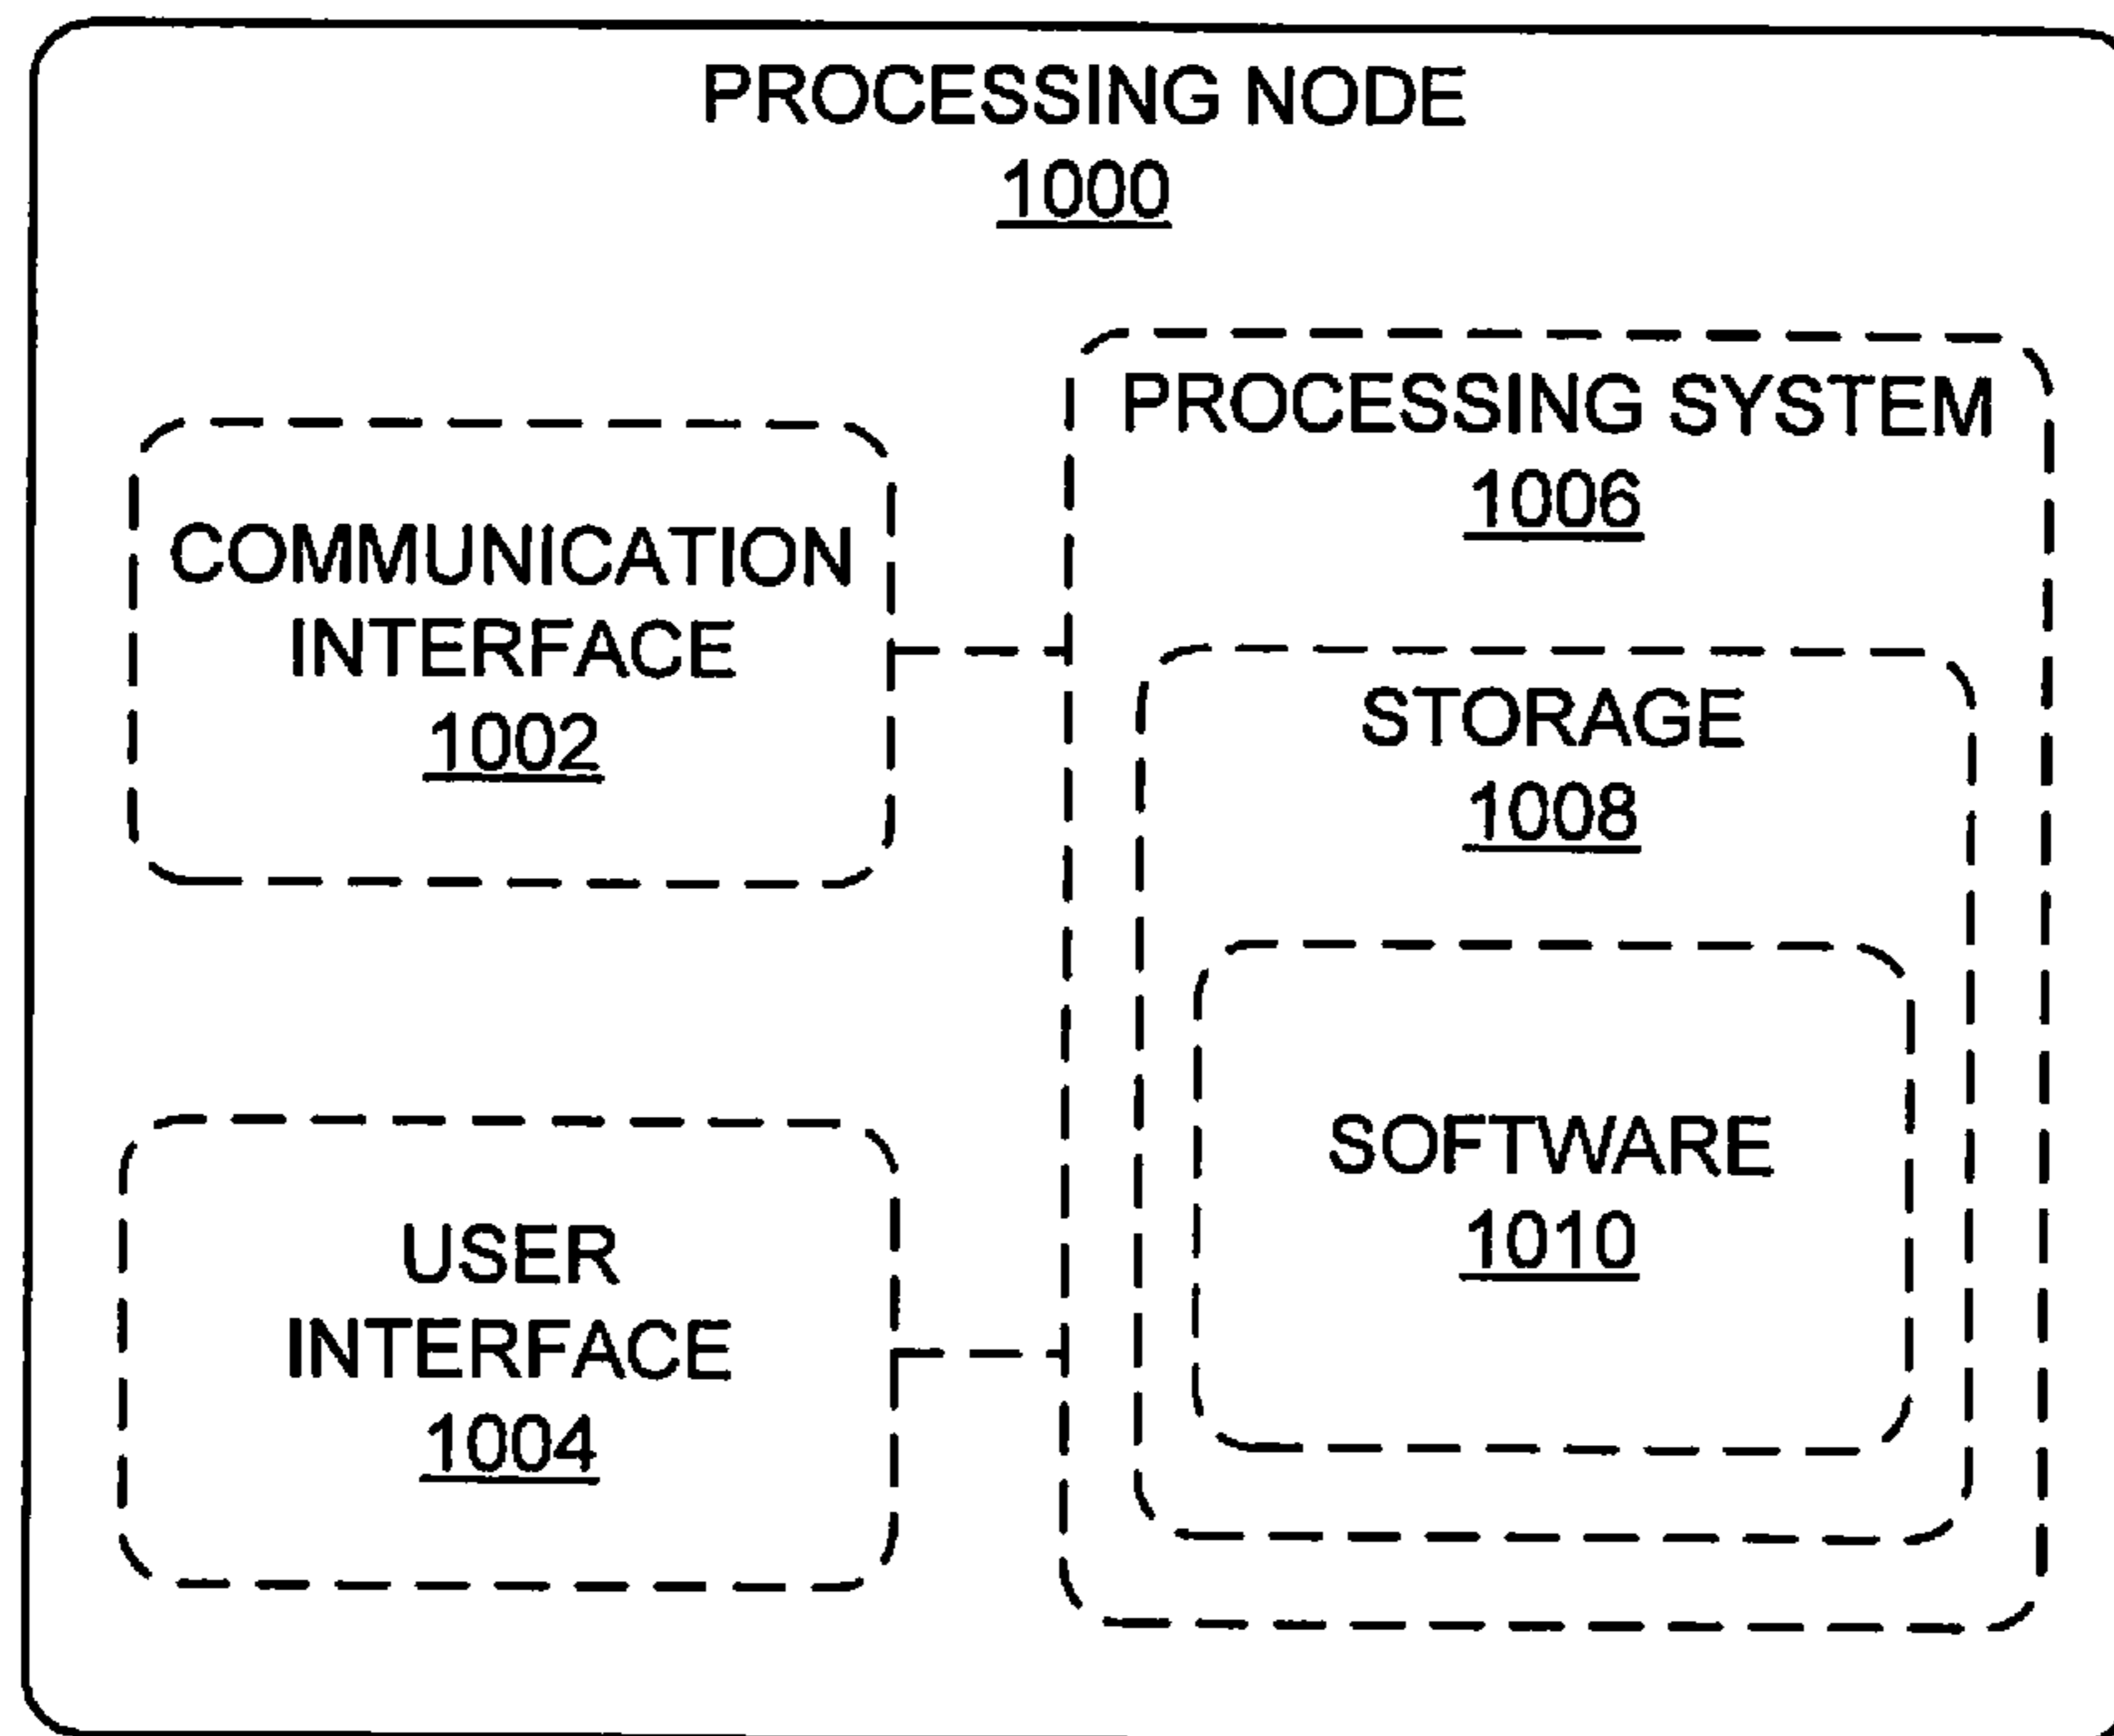 PROCESSING NODE
1000
PROCESSING SYSTEM
1006
COMMUNICATION
INTERFACE
1002
STORAGE
1008
SOFTWARE
1010
USER
INTERFACE
1004